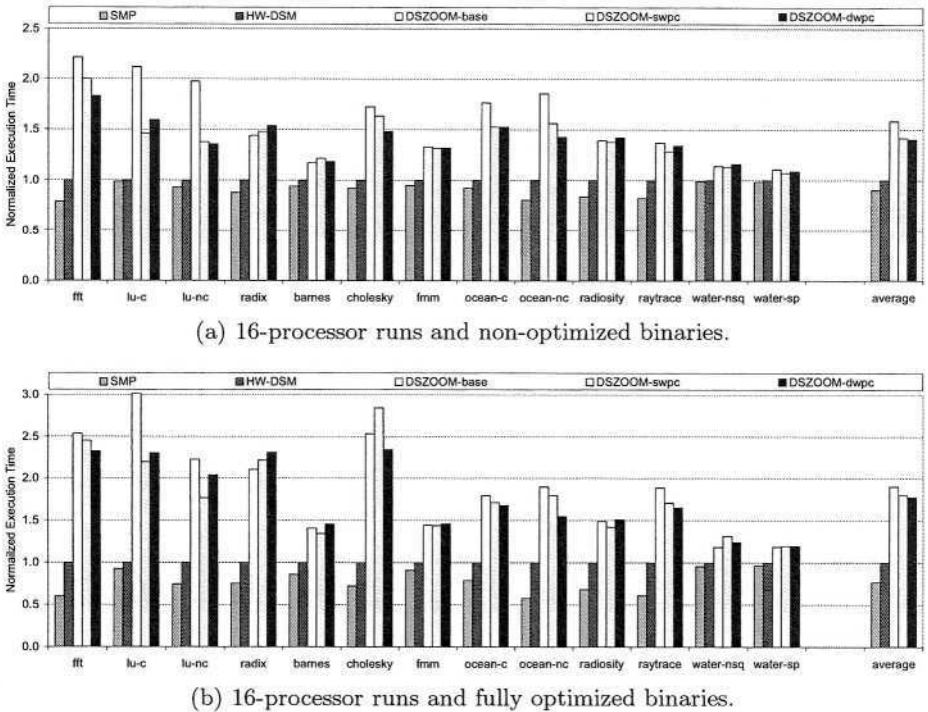 SMP HW-DSM DSZOOM-base DSZOOM-swpc DSZOOM-dwpc
2.5
2.0
1.5
1.0
0.5
0.0
Normalized Execution Time
fft lu-c lu-nc radix barnes cholesky fmm ocean-c ocean-nc radiosity raytrace water-nsq water-sp average
(a) 16-processor runs and non-optimized binaries.
SMP HW-DSM DSZOOM-base DSZOOM-swpc DSZOOM-dwpc
3.0
2.5
2.0
1.5
1.0
0.5
0.0
Normalized Execution Time
fft lu-c lu-nc radix barnes cholesky fmm ocean-c ocean-nc radiosity raytrace water-nsq water-sp average
(b) 16-processor runs and fully optimized binaries.